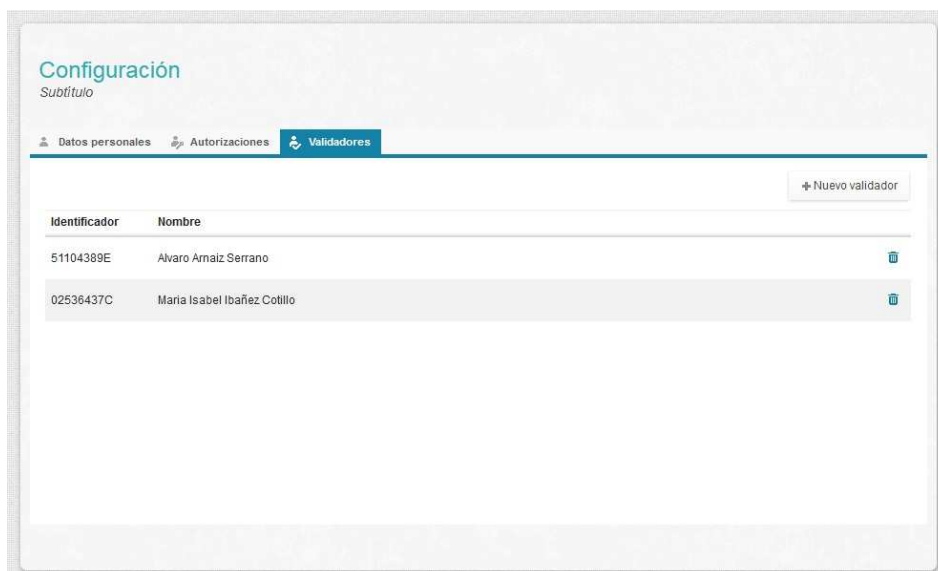 Configuración
Subtítulo
Datos personales Autorizaciones Validadores
Nuevo validador
Identificador Nombre
51104389E Alvaro Arnaiz Serrano
02536437C Maria Isabel Ibañez Cotillo